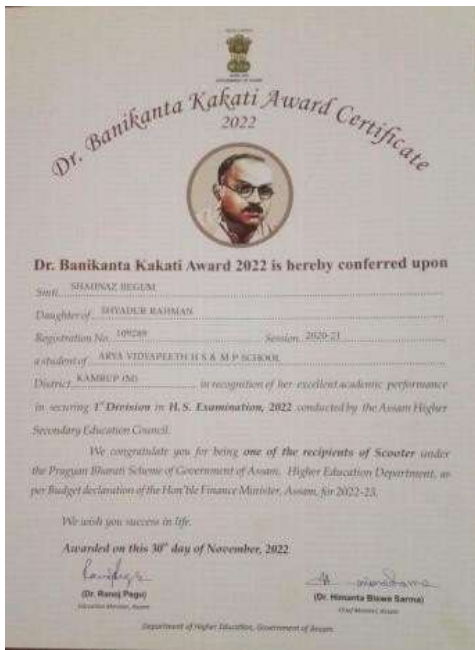 Dr. Banikanta Kakati Award Certificate
2022
Dr. Banikanta Kakati Award 2022 is hereby conferred upon
Smti. SHAHNAZ BEGUM
Daughter of SHYADUR RAHMAN
Registration No. 109289 Session 2020-21
a student of ARYA VIDYAPEETH H S & M P SCHOOL
District KAMRUP (M) in recognition of her excellent academic performance
in securing 1st Division in H.S. Examination, 2022 conducted by the Assam Higher
Secondary Education Council.
We congratulate you for being one of the recipients of Scooter under
the Pragyan Bharati Scheme of Government of Assam. Higher Education Department, as
per Budget declaration of the Hon'ble Finance Minister, Assam, for 2022-23.
We wish you success in life.
Awarded on this 30th day of November, 2022
(Dr. Ranoj Pegu) (Dr. Himanta Biswa Sarma)
Education Minister, Assam Chief Minister, Assam
Department of Higher Education, Government of Assam